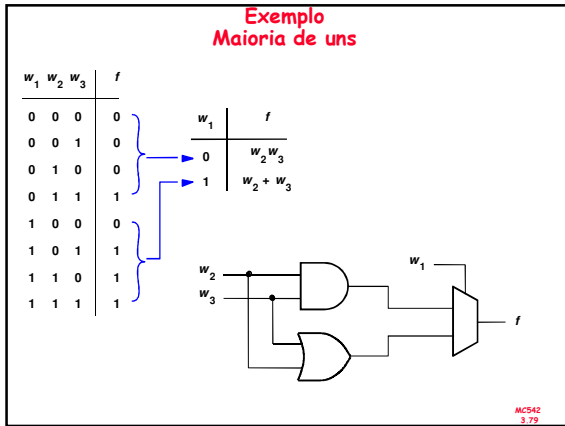 Exemplo
Maioria de uns
w1 w2 w3 f
0 0 0 0
0 0 1 0
0 1 0 0
0 1 1 1
1 0 0 0
1 0 1 1
1 1 0 1
1 1 1 1
w1 f
0 w2w3
1 w2 + w3
w1
w2
w3
f
MC542
3.79